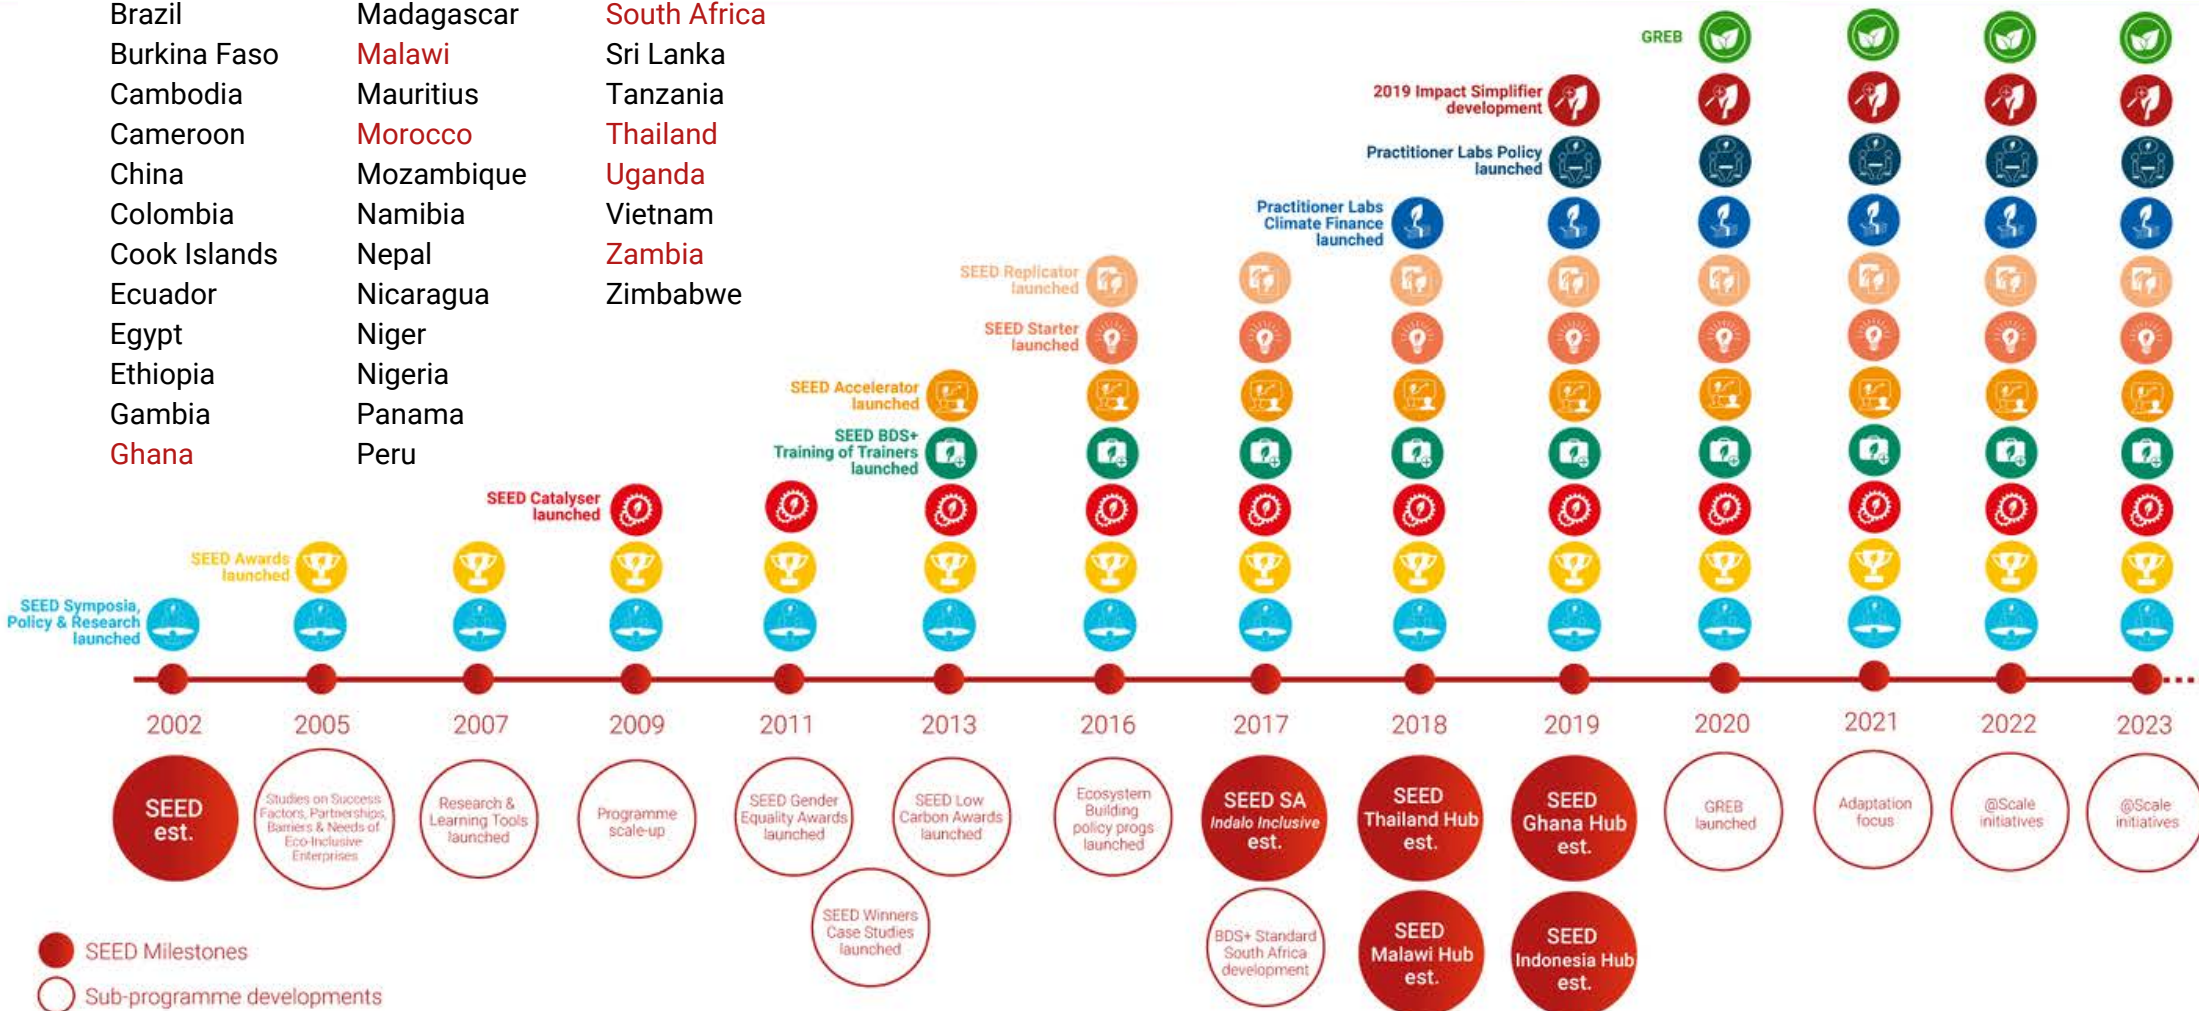 Brazil
Burkina Faso
Cambodia
Cameroon
China
Colombia
Cook Islands
Ecuador
Egypt
Ethiopia
Gambia
Ghana
Madagascar
Malawi
Mauritius
Morocco
Mozambique
Namibia
Nepal
Nicaragua
Niger
Nigeria
Panama
Peru
South Africa
Sri Lanka
Tanzania
Thailand
Uganda
Vietnam
Zambia
Zimbabwe
GREB
2019 Impact Simplifier
development
Practitioner Labs Policy
launched
Practitioner Labs
Climate Finance
launched
SEED Replicator
launched
SEED Starter
launched
SEED Accelerator
launched
SEED BDS+
Training of Trainers
launched
SEED Catalyser
launched
SEED Awards
launched
SEED Symposia,
Policy & Research
launched
2002
2005
2007
2009
2011
2013
2016
2017
2018
2019
2020
2021
2022
2023
SEED
est.
Studies on Success
Factors, Partnerships,
Barriers & Needs of
Eco-Inclusive
Enterprises
Research &
Learning Tools
launched
Programme
scale-up
SEED Gender
Equality Awards
launched
SEED Winners
Case Studies
launched
SEED Low
Carbon Awards
launched
Ecosystem
Building
policy progs
launched
SEED SA
Indalo Inclusive
est.
BDS+ Standard
South Africa
development
SEED
Thailand Hub
est.
SEED
Malawi Hub
est.
SEED
Ghana Hub
est.
SEED
Indonesia Hub
est.
GREB
launched
Adaptation
focus
@Scale
initiatives
@Scale
initiatives
SEED Milestones
Sub-programme developments